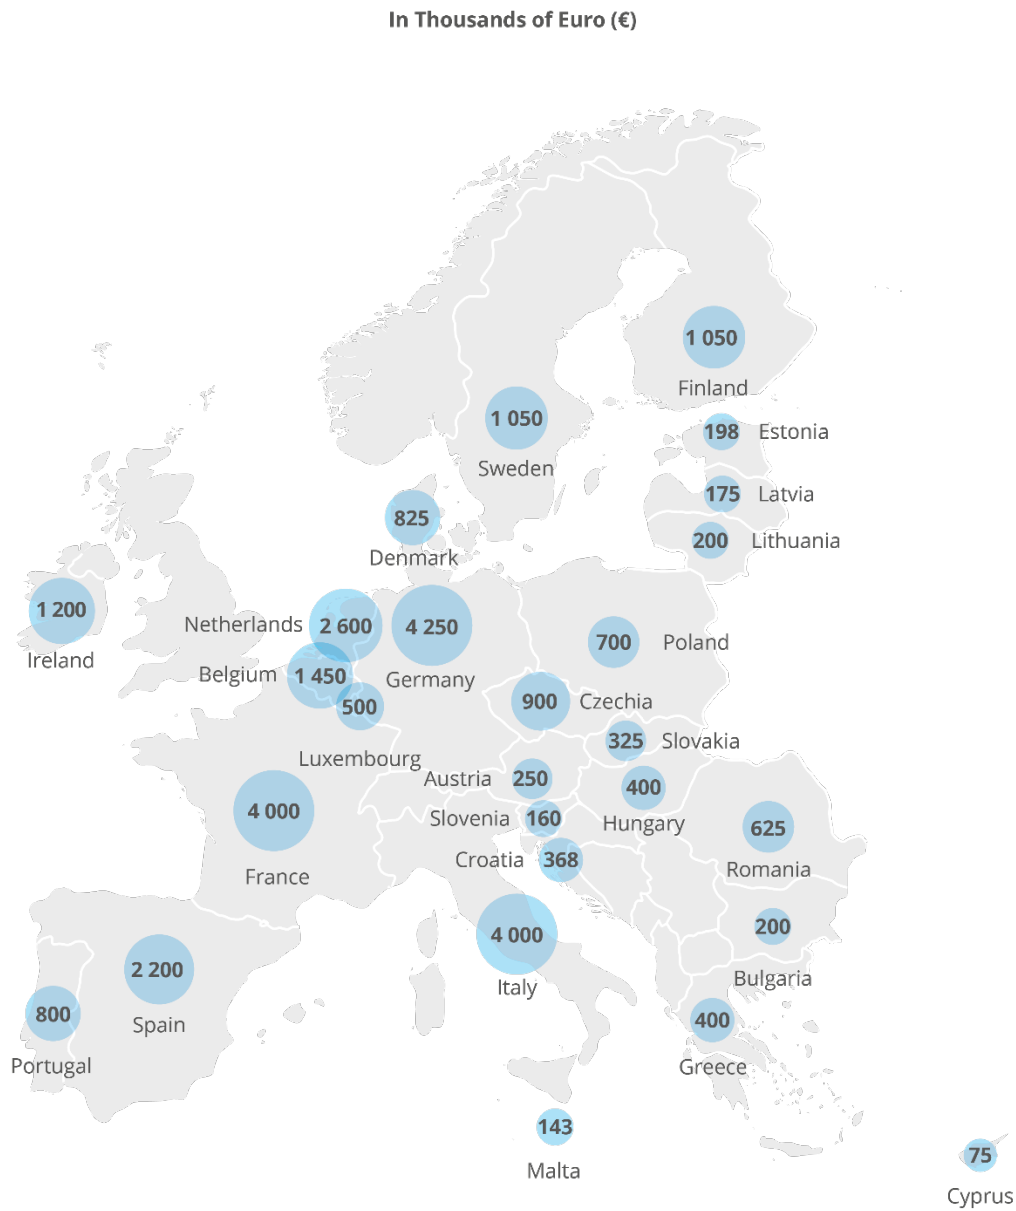 In Thousands of Euro (€)
1 050
Finland
1 050
Sweden
198 Estonia
175 Latvia
200 Lithuania
825
Denmark
1 200
Ireland
Netherlands 2 600
4 250
Germany
700 Poland
Belgium 1 450
500
Luxembourg
900 Czechia
325 Slovakia
Austria 250
400
Hungary
4 000
France
Slovenia 160
625
Romania
Croatia 368
200
Bulgaria
4 000
Italy
2 200
Spain
800
Portugal
400
Greece
143
Malta
75
Cyprus